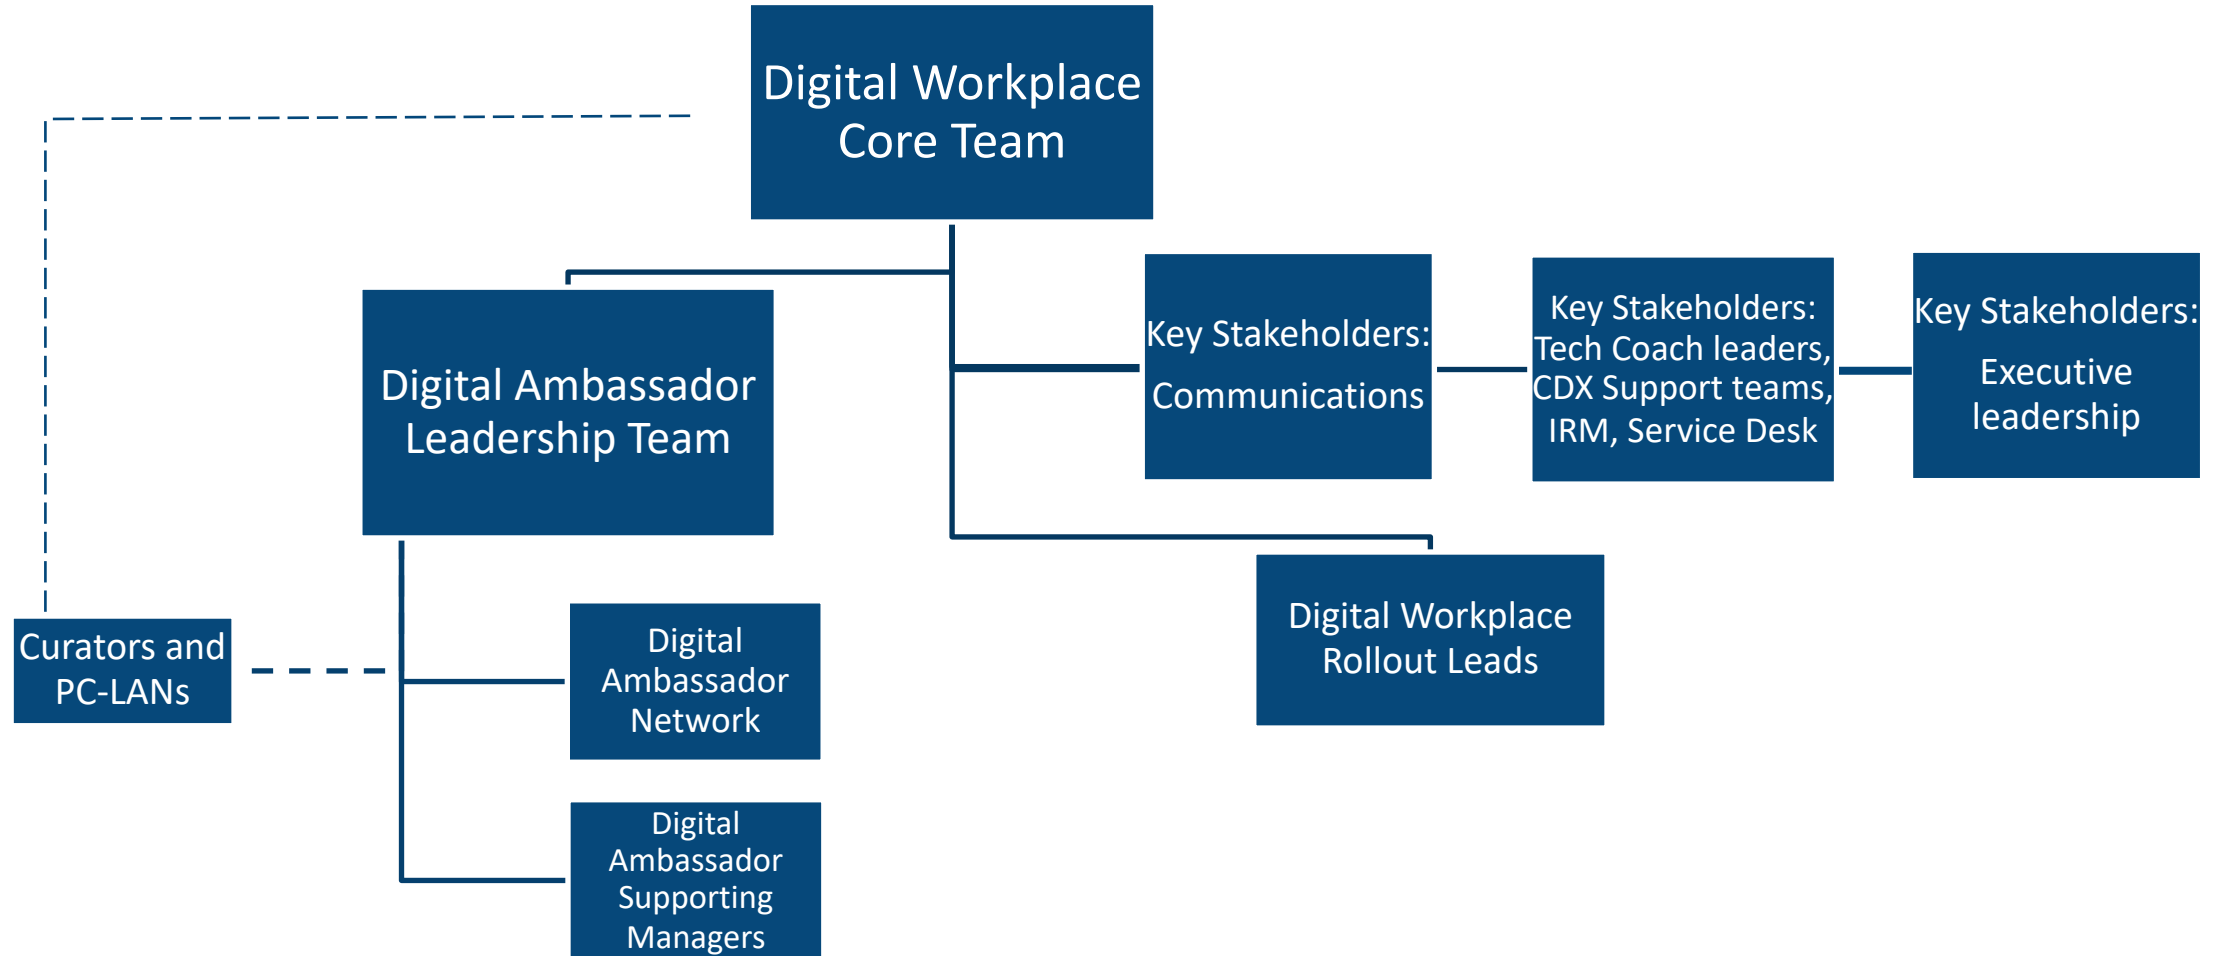 Digital Workplace
Core Team
Digital Ambassador
Leadership Team
Key Stakeholders:
Communications
Key Stakeholders:
Tech Coach leaders,
CDX Support teams,
IRM, Service Desk
Key Stakeholders:
Executive
leadership
Curators and
PC-LANs
Digital
Ambassador
Network
Digital Workplace
Rollout Leads
Digital
Ambassador
Supporting
Managers